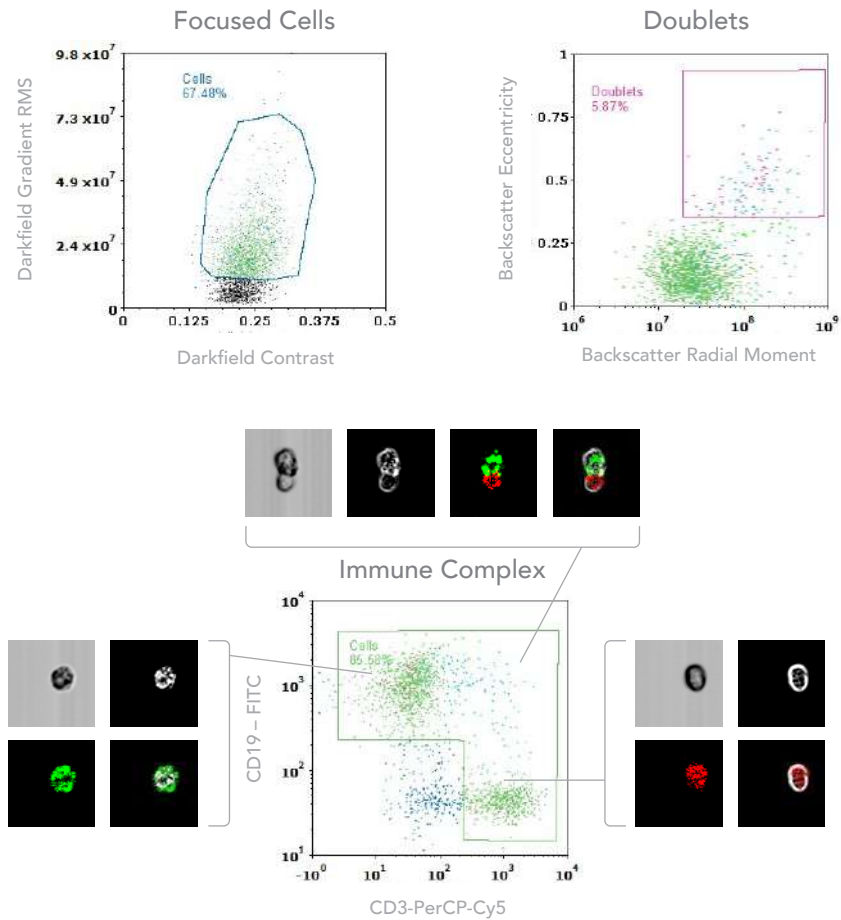 Focused Cells
Doublets
Darkfield Gradient RMS
9.8 x10^7
7.3 x10^7
4.9 x10^7
2.4 x10^7
0
Cells
67.48%
0 0.125 0.25 0.375 0.5
Darkfield Contrast
Backscatter Eccentricity
1
0.75
0.5
0.25
0
Doublets
5.87%
10^6 10^7 10^8 10^9
Backscatter Radial Moment
Immune Complex
CD19 – FITC
10^4
10^3
10^2
10^1
Cells
85.58%
-10^0 10^1 10^2 10^3 10^4
CD3-PerCP-Cy5